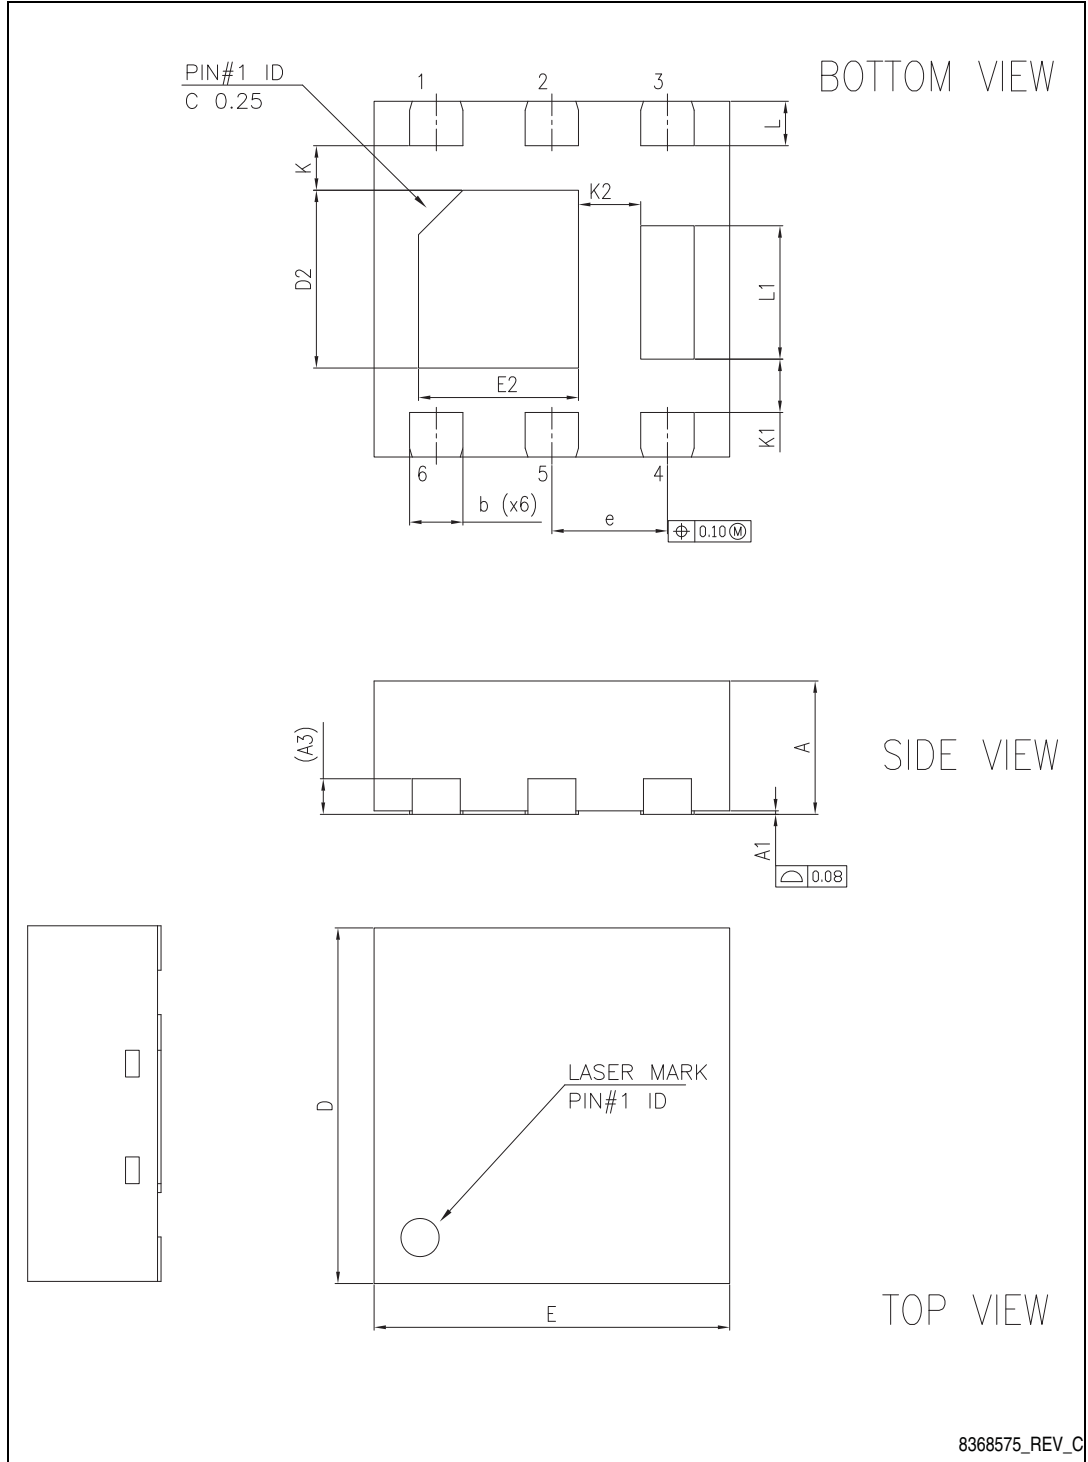 BOTTOM VIEW
PIN#1 ID
C 0.25
1 2 3
L
K
K2
D2
L1
E2
K1
6 5 4
b (x6)
e
0.10 Ⓜ
(A3)
A
SIDE VIEW
A1
0.08
D
LASER MARK
PIN#1 ID
E
TOP VIEW
8368575_REV_C